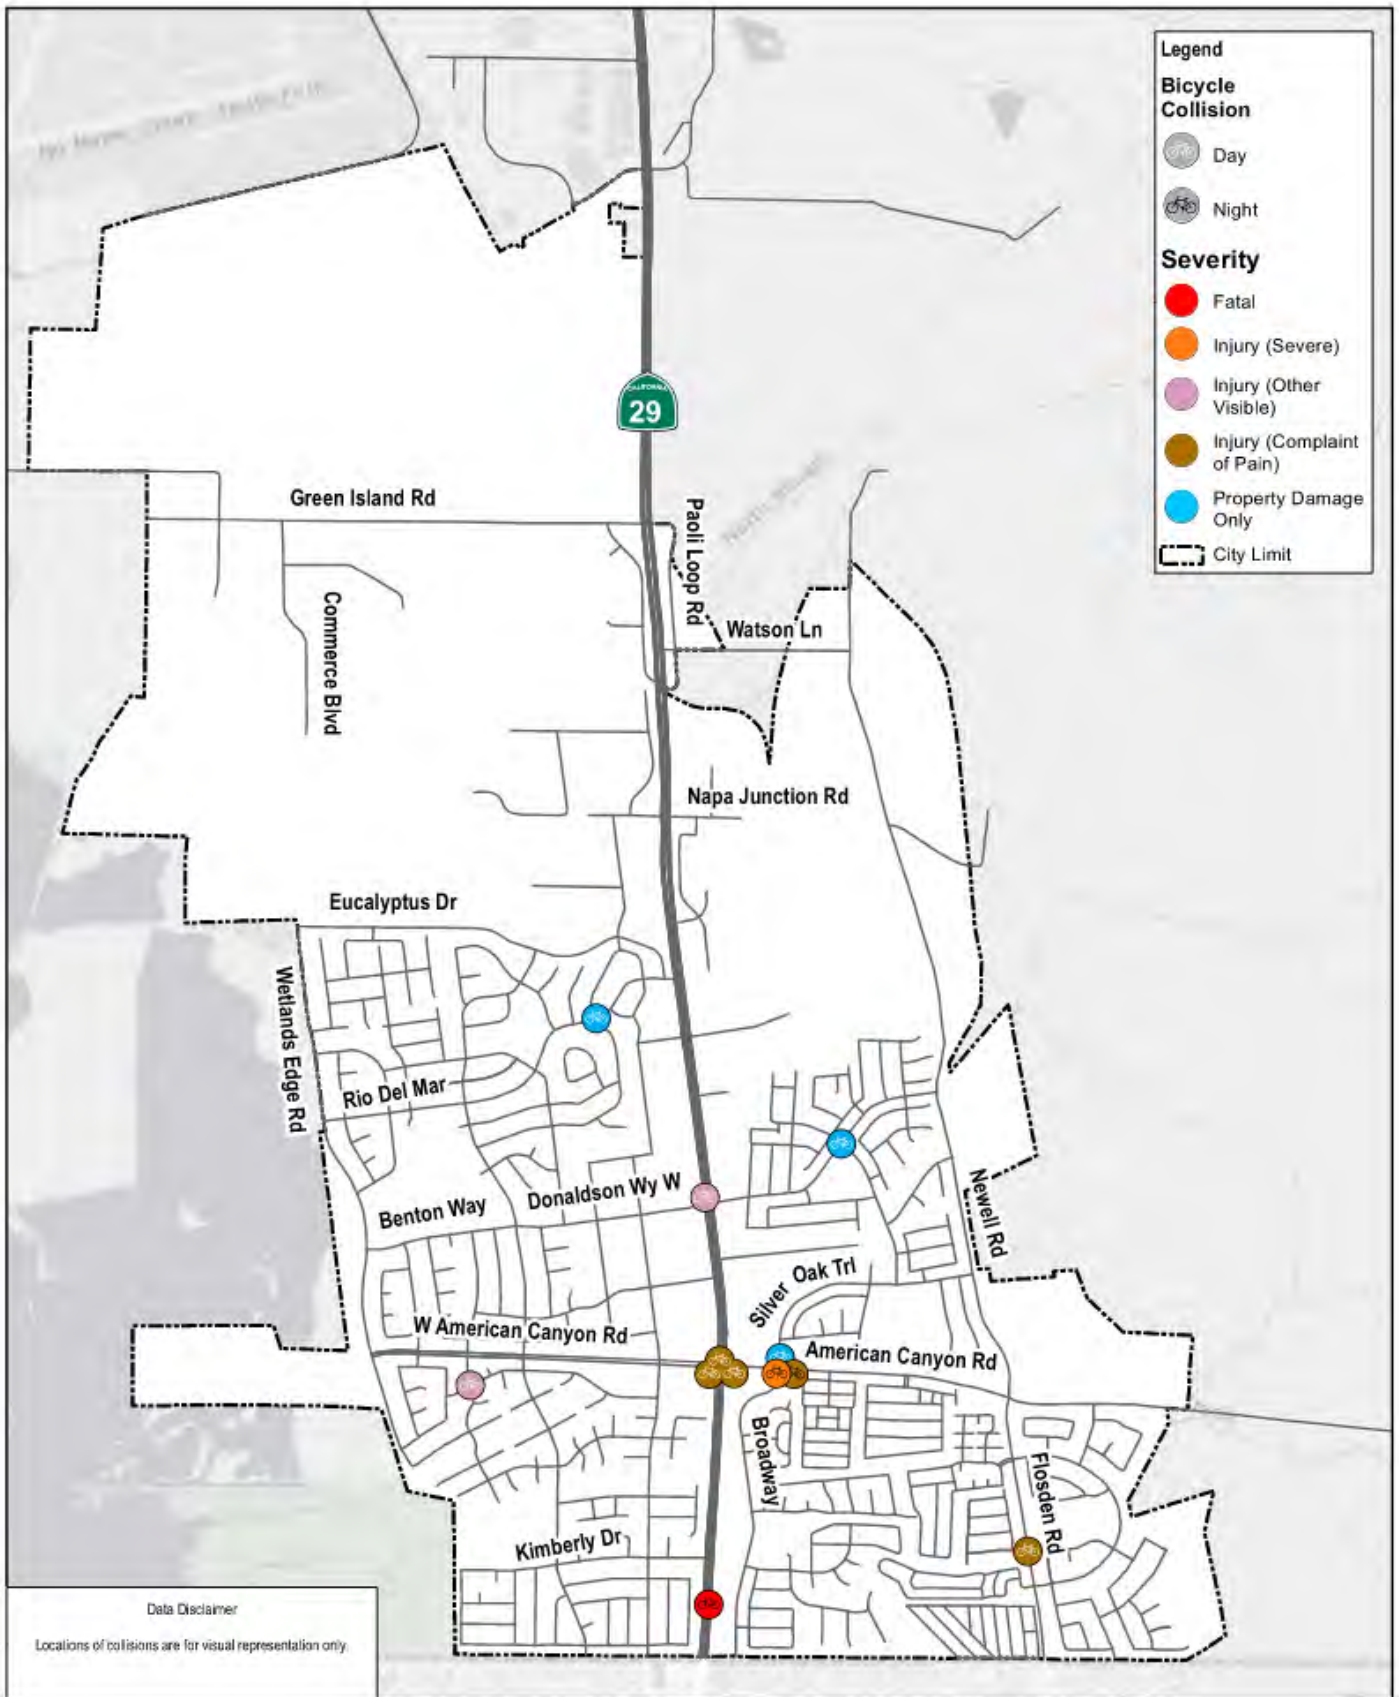 Legend
Bicycle
Collision
Day
Night
Severity
Fatal
Injury (Severe)
Injury (Other
Visible)
Injury (Complaint
of Pain)
Property Damage
Only
City Limit
CALIFORNIA
29
Green Island Rd
Paoli Loop Rd
Commerce Blvd
Watson Ln
Napa Junction Rd
Eucalyptus Dr
Wetlands Edge Rd
Rio Del Mar
Donaldson Wy W
Benton Way
Newell Rd
Silver Oak Trl
W American Canyon Rd
American Canyon Rd
Broadway
Flosden Rd
Kimberly Dr
Data Disclaimer
Locations of collisions are for visual representation only.